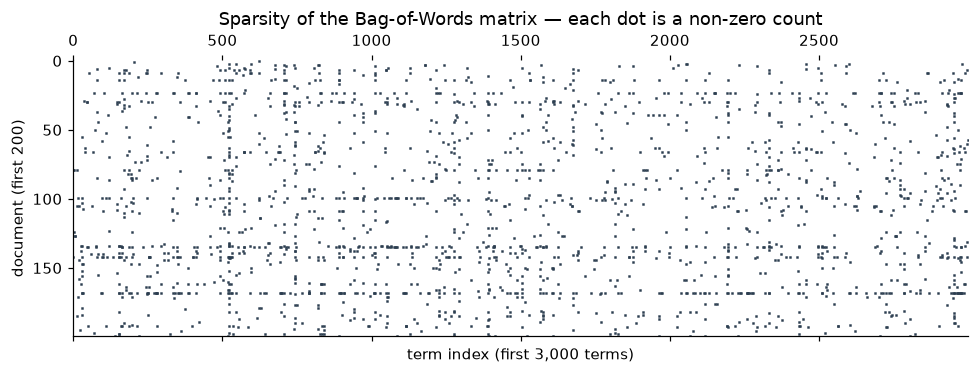 Sparsity of the Bag-of-Words matrix — each dot is a non-zero count
0 500 1000 1500 2000 2500
0
50
100
150
document (first 200)
term index (first 3,000 terms)